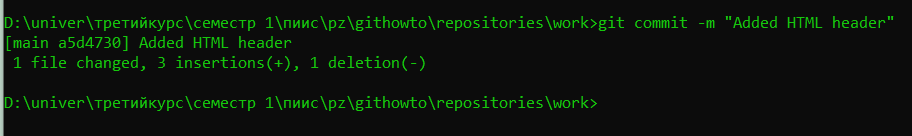 D:\univer\третийкурс\семестр 1\пиис\pz\githowto\repositories\work>git commit -m "Added HTML header"
[main a5d4730] Added HTML header
 1 file changed, 3 insertions(+), 1 deletion(-)
D:\univer\третийкурс\семестр 1\пиис\pz\githowto\repositories\work>